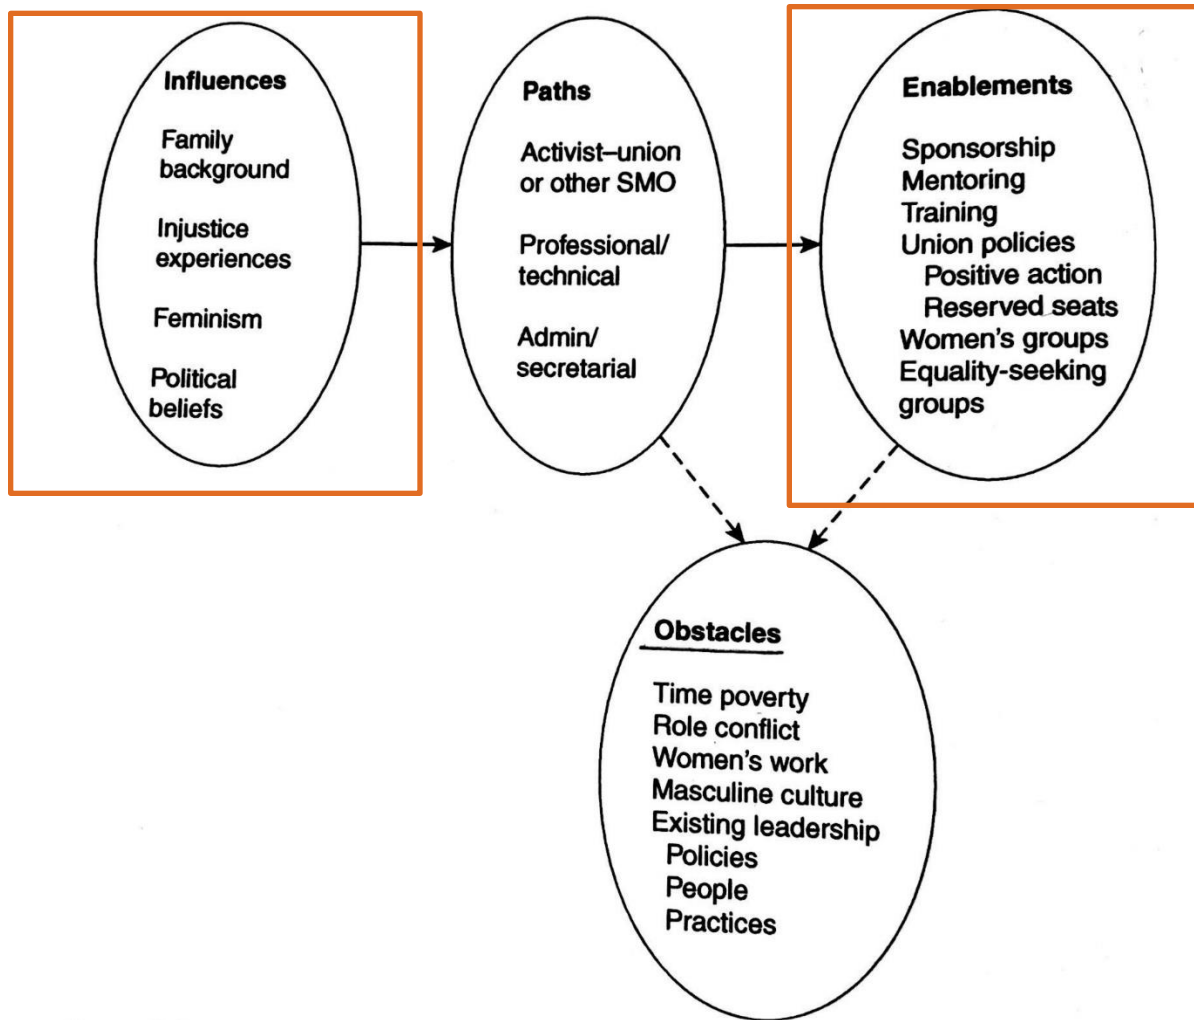 Influences
Family
background
Injustice
experiences
Feminism
Political
beliefs
Paths
Activist–union
or other SMO
Professional/
technical
Admin/
secretarial
Enablements
Sponsorship
Mentoring
Training
Union policies
Positive action
Reserved seats
Women's groups
Equality-seeking
groups
Obstacles
Time poverty
Role conflict
Women's work
Masculine culture
Existing leadership
Policies
People
Practices